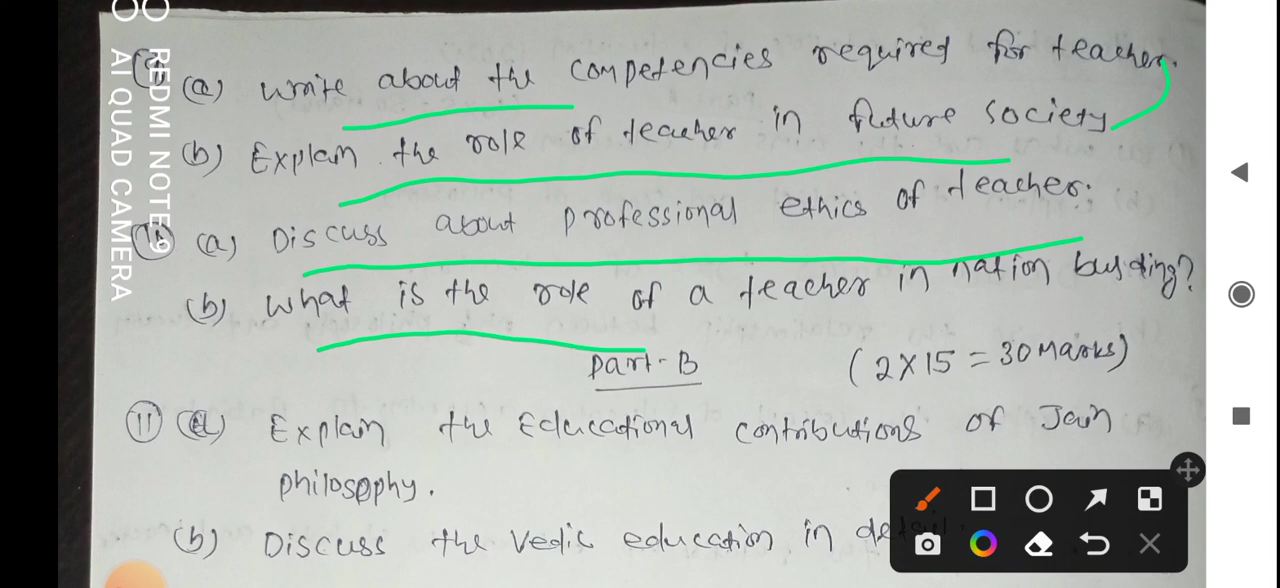 (a) write about the competencies required for teacher.
(b) Explain the role of teacher in future society
(a) Discuss about professional ethics of teacher.
(b) what is the role of a teacher in nation building?
part-B (2 X 15 = 30 Marks)
(11) (a) Explain the Educational contributions of Jain
philosophy.
(b) Discuss the Vedic education in
REDMI NOTE 9
AI QUAD CAMERA